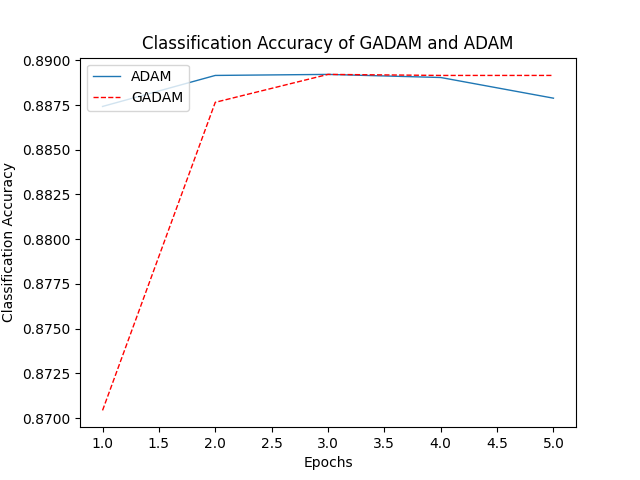 Classification Accuracy of GADAM and ADAM
ADAM
GADAM
Classification Accuracy
0.8900
0.8875
0.8850
0.8825
0.8800
0.8775
0.8750
0.8725
0.8700
1.0 1.5 2.0 2.5 3.0 3.5 4.0 4.5 5.0
Epochs